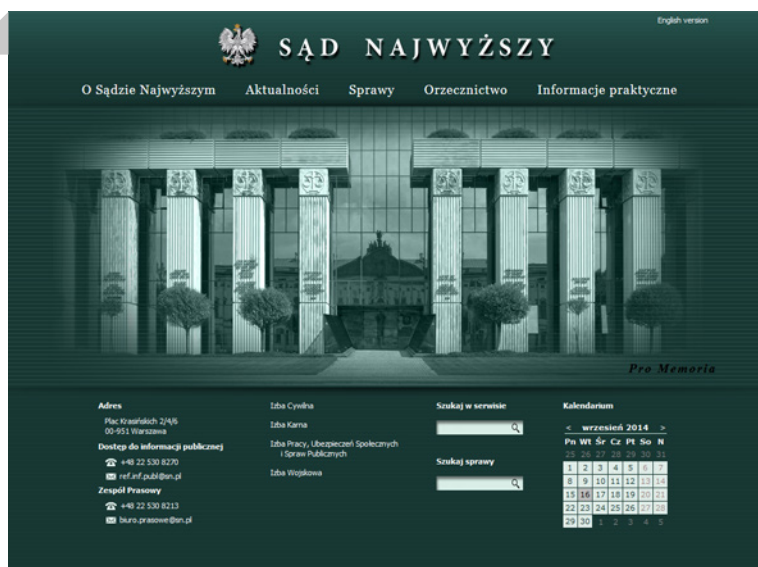 English version
SĄD NAJWYŻSZY
O Sądzie Najwyższym Aktualności Sprawy Orzecznictwo Informacje praktyczne
Pro Memoria
Adres
Plac Krasińskich 2/4/6
00-951 Warszawa
Dostęp do informacji publicznej
+48 22 530 8270
ref.inf.publ@sn.pl
Zespół Prasowy
+48 22 530 8213
biuro.prasowe@sn.pl
Izba Cywilna
Izba Karna
Izba Pracy, Ubezpieczeń Społecznych
i Spraw Publicznych
Izba Wojskowa
Szukaj w serwisie
Szukaj sprawy
Kalendarium
< wrzesień 2014 >
Pn Wt Śr Cz Pt So N
25 26 27 28 29 30 31
1 2 3 4 5 6 7
8 9 10 11 12 13 14
15 16 17 18 19 20 21
22 23 24 25 26 27 28
29 30 1 2 3 4 5